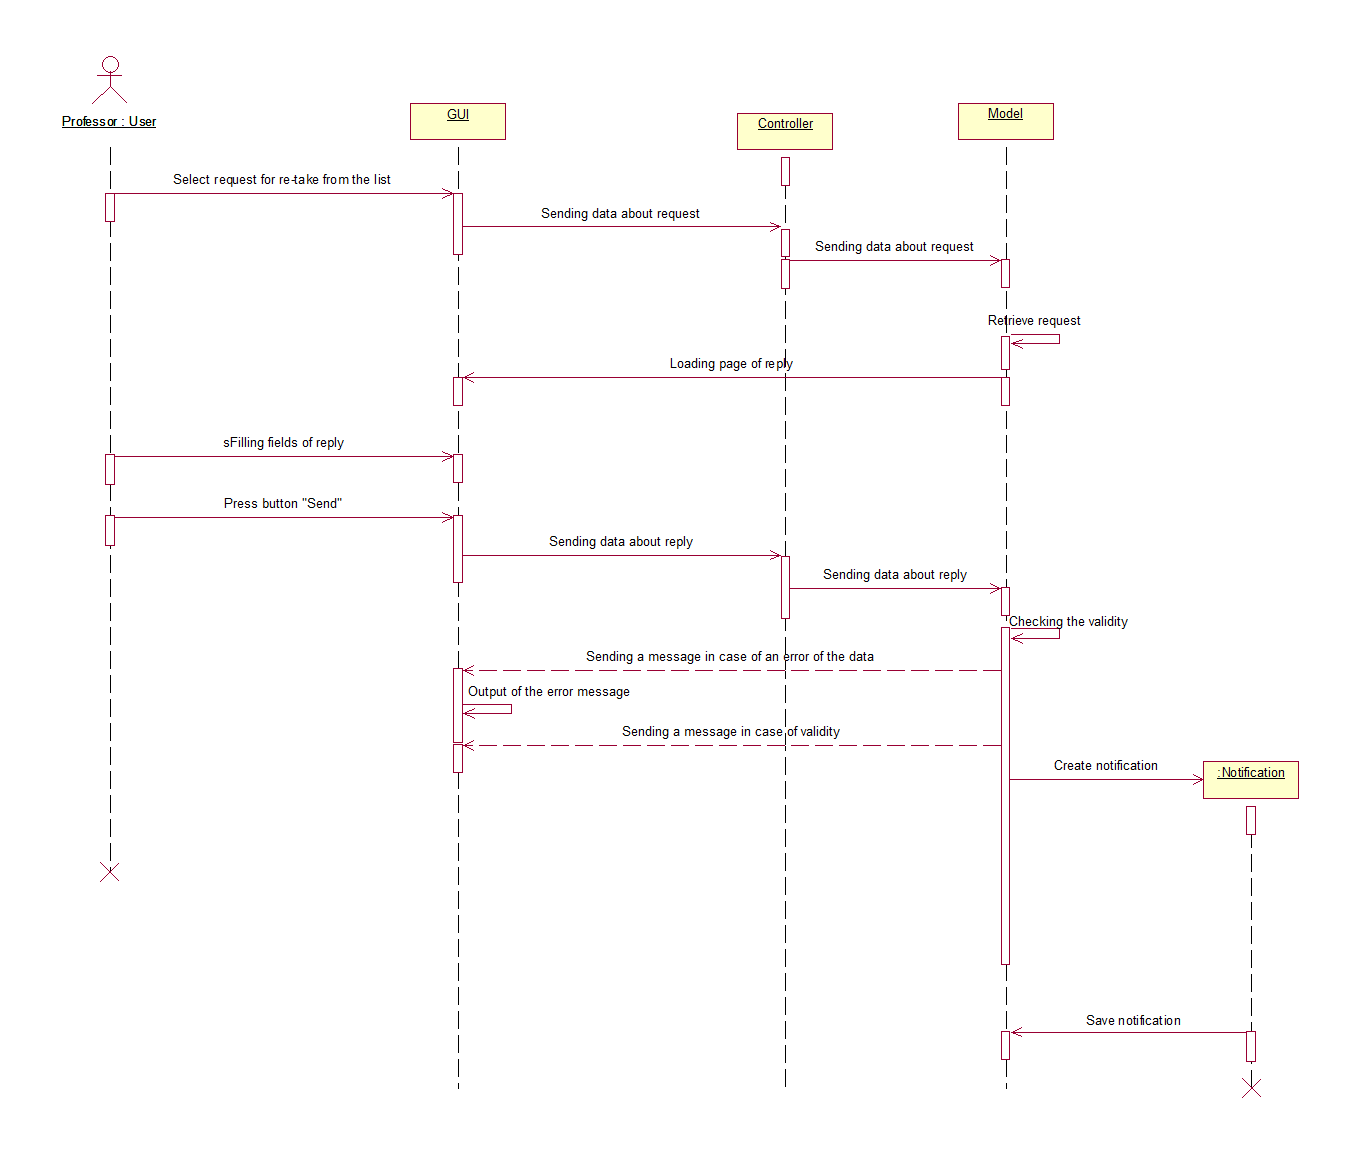 Professor : User
GUI
Controller
Model
Select request for re-take from the list
Sending data about request
Sending data about request
Retrieve request
Loading page of reply
sFilling fields of reply
Press button "Send"
Sending data about reply
Sending data about reply
Checking the validity
Sending a message in case of an error of the data
Output of the error message
Sending a message in case of validity
Create notification
:Notification
Save notification